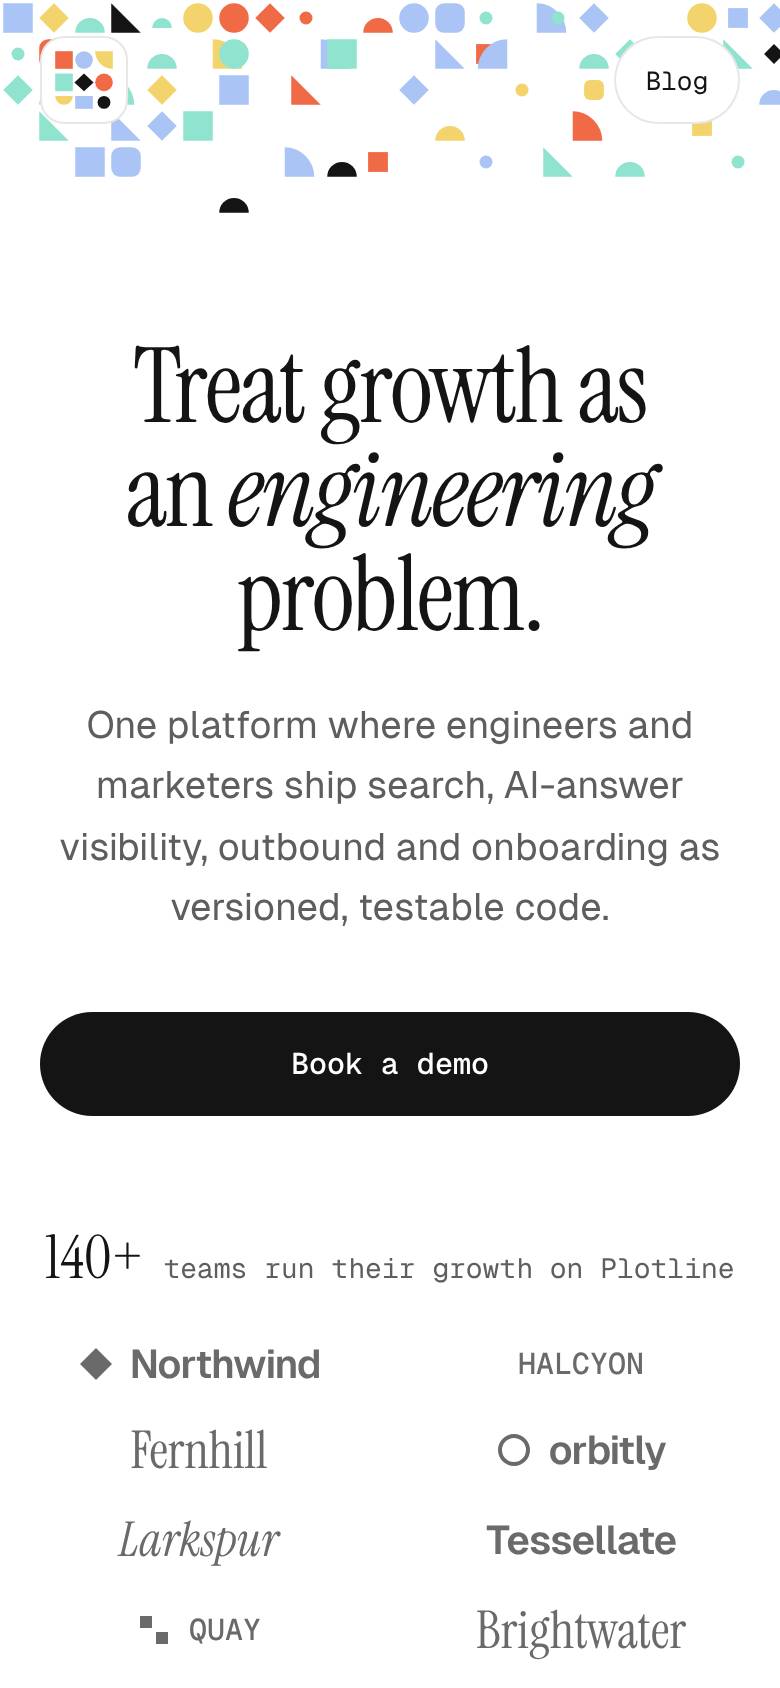 Blog
Treat growth as
an engineering
problem.
One platform where engineers and
marketers ship search, AI-answer
visibility, outbound and onboarding as
versioned, testable code.
Book a demo
140+ teams run their growth on Plotline
Northwind
HALCYON
Fernhill
orbitly
Larkspur
Tessellate
QUAY
Brightwater